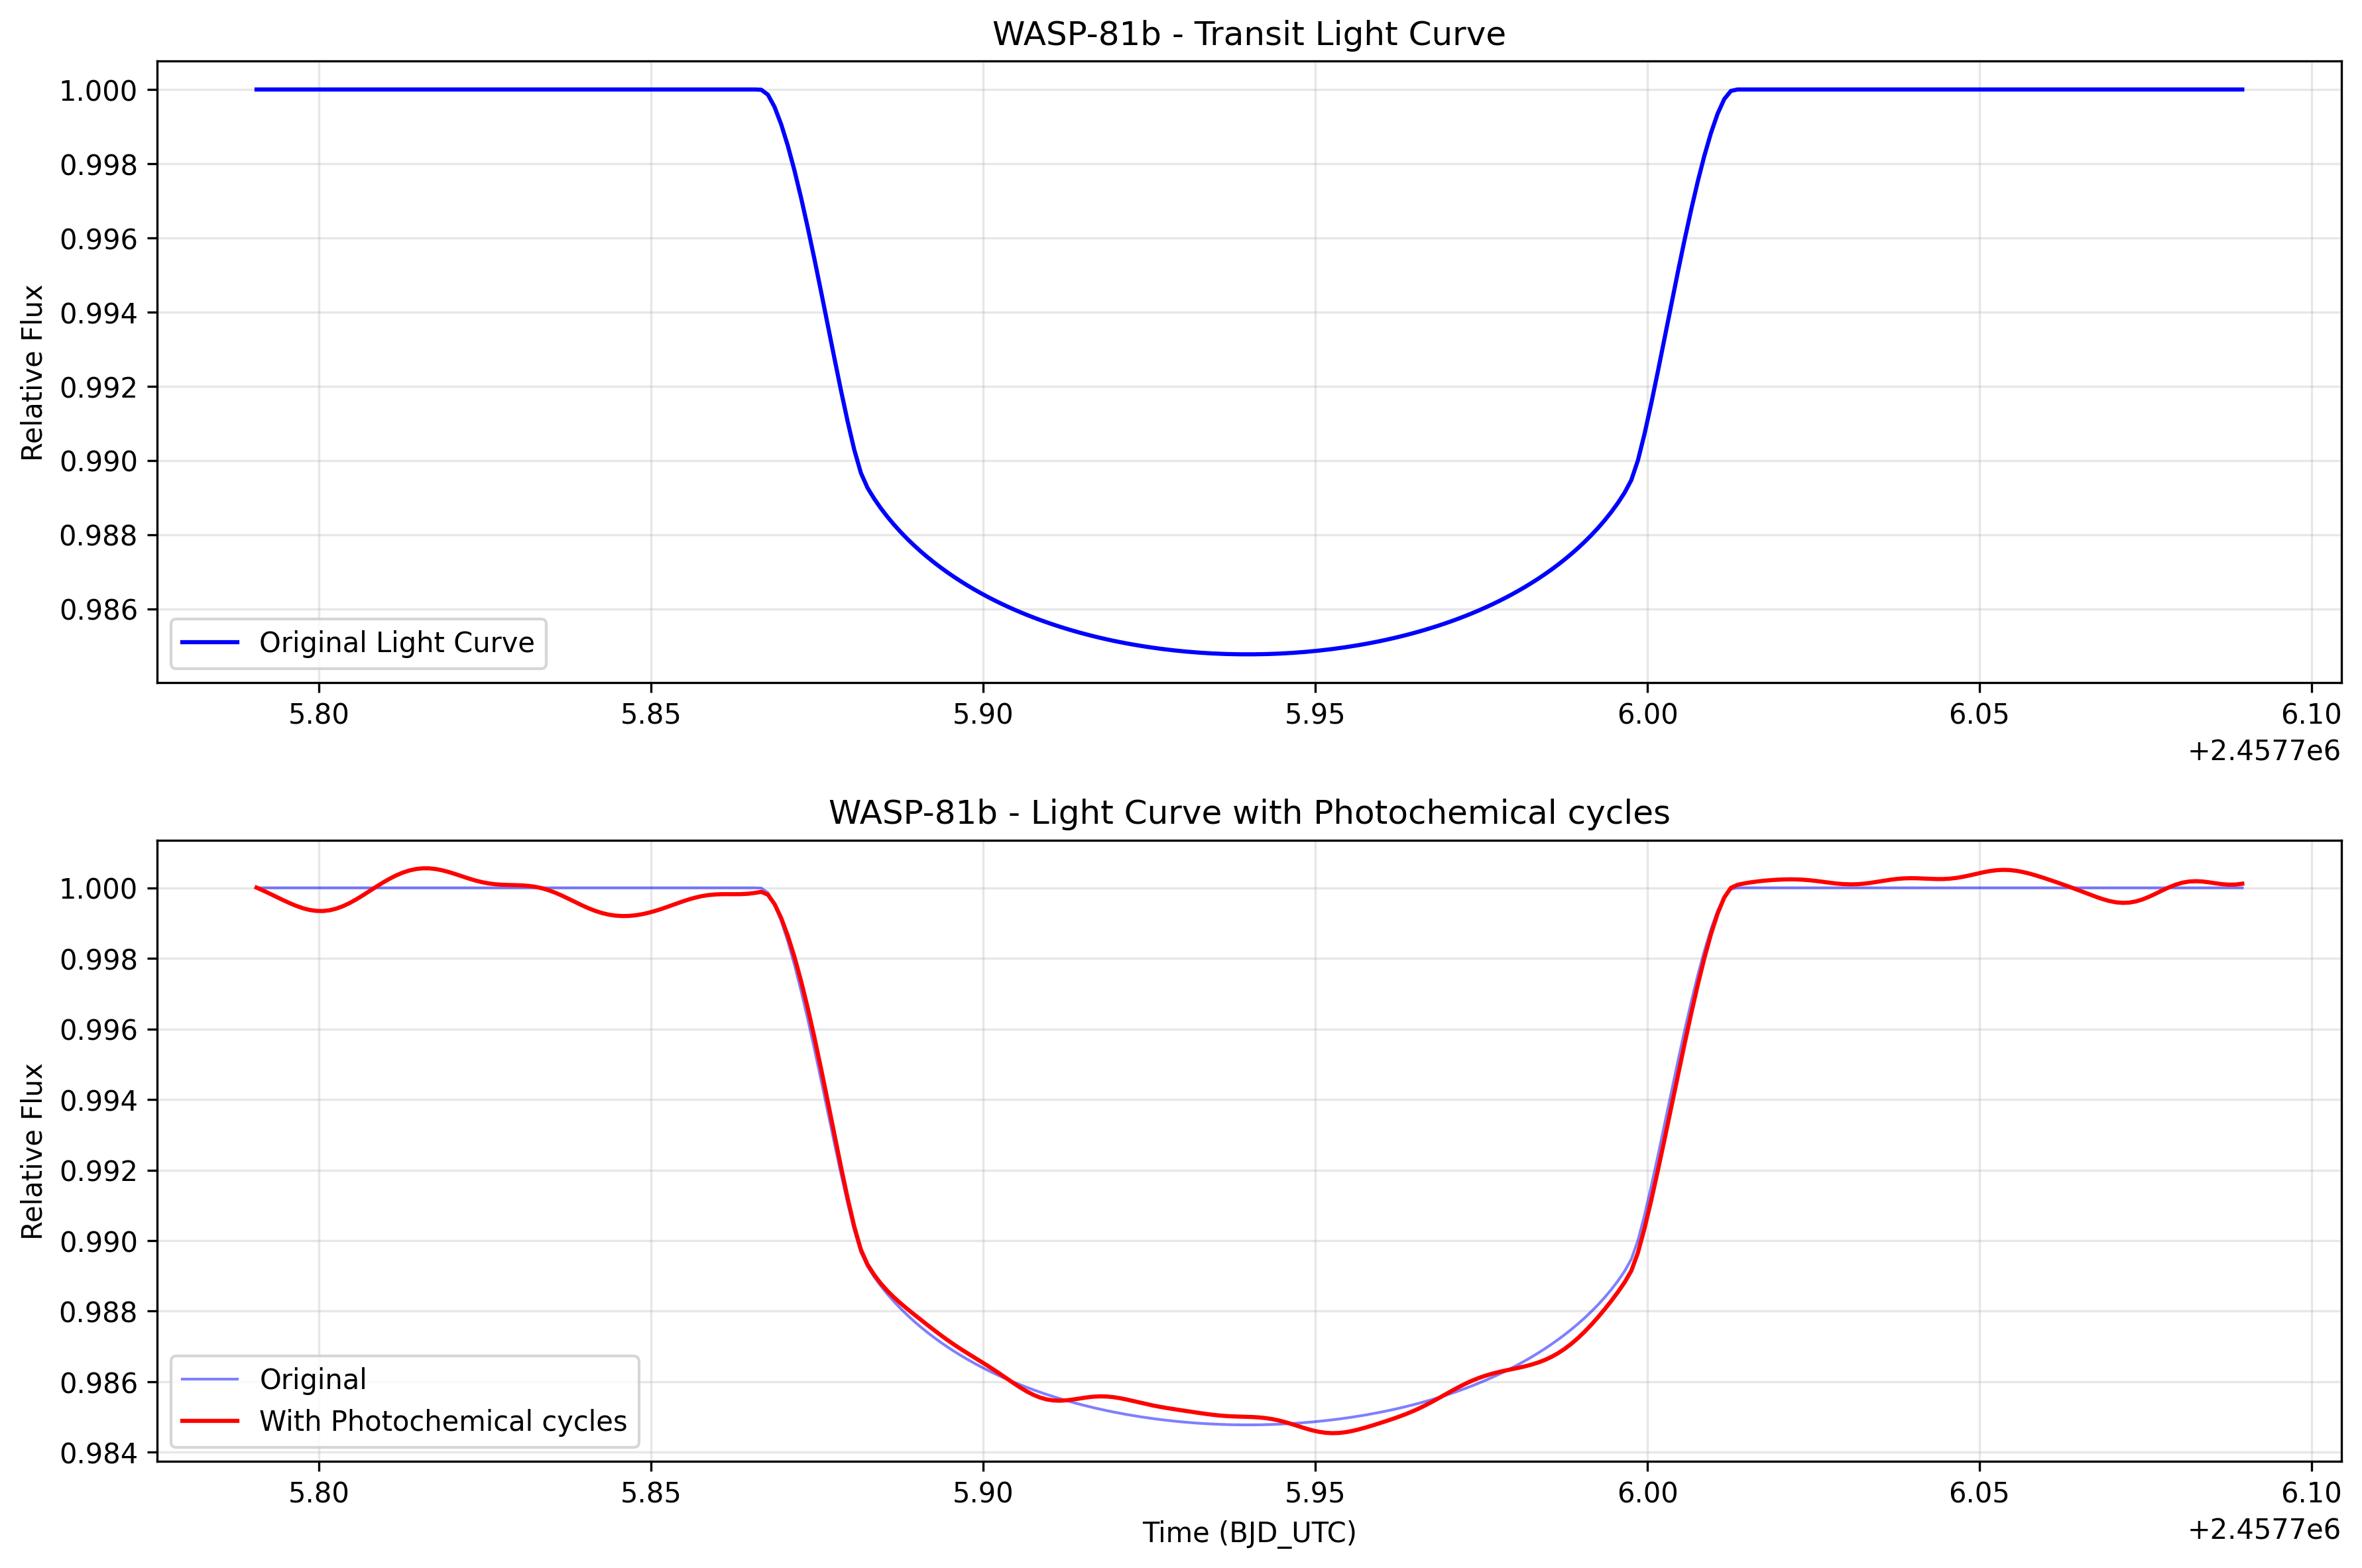 WASP-81b - Transit Light Curve
Relative Flux
1.000
0.998
0.996
0.994
0.992
0.990
0.988
0.986
Original Light Curve
5.80 5.85 5.90 5.95 6.00 6.05 6.10
+2.4577e6
WASP-81b - Light Curve with Photochemical cycles
Relative Flux
1.000
0.998
0.996
0.994
0.992
0.990
0.988
0.986
0.984
Original
With Photochemical cycles
5.80 5.85 5.90 5.95 6.00 6.05 6.10
+2.4577e6
Time (BJD_UTC)